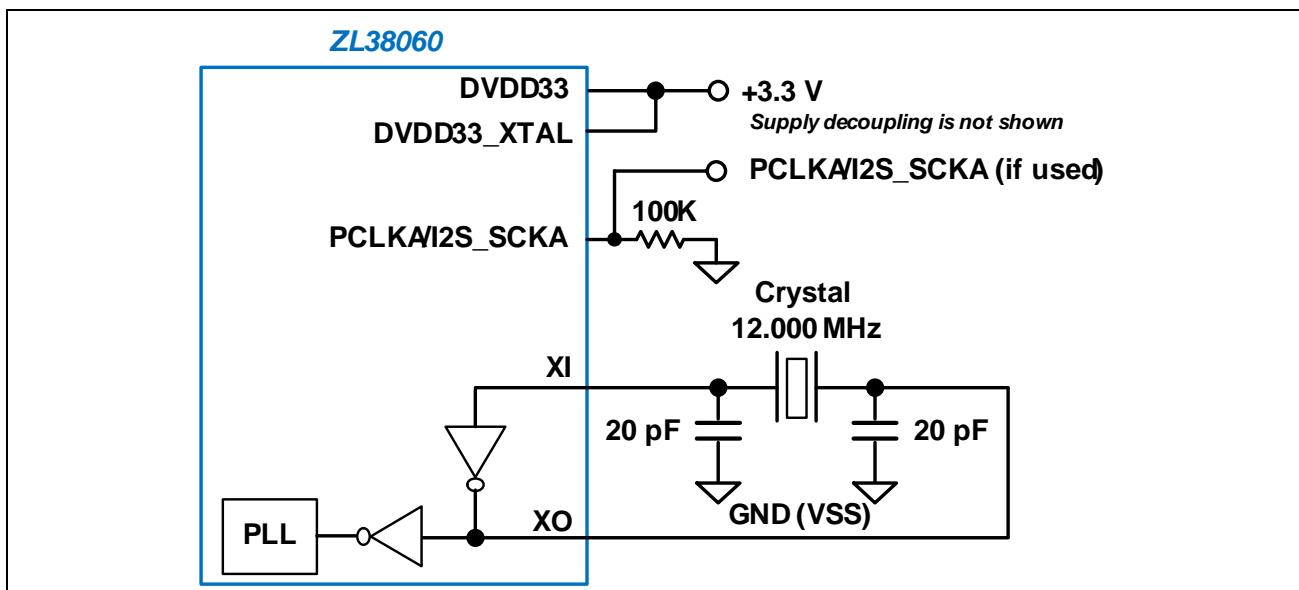 ZL38060
DVDD33
+3.3 V
Supply decoupling is not shown
DVDD33_XTAL
PCLKA/I2S_SCKA (if used)
100K
PCLKA/I2S_SCKA
Crystal
12.000 MHz
XI
20 pF
20 pF
GND (VSS)
XO
PLL